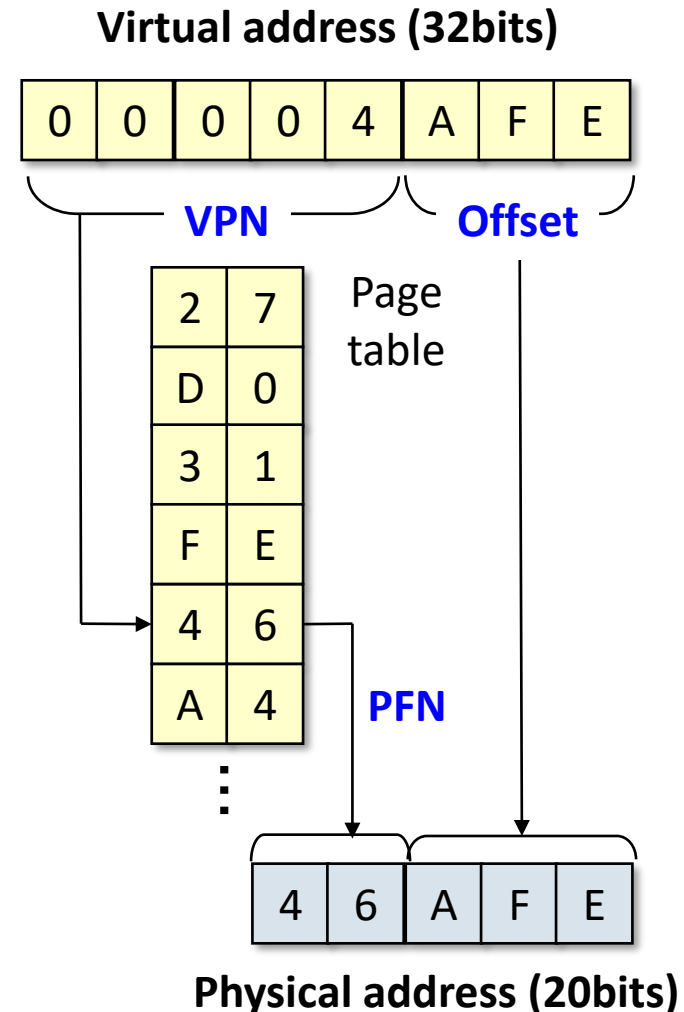 Virtual address (32bits)
0 0 0 0 4 A F E
VPN Offset
Page
table
2 7
D 0
3 1
F E
4 6
A 4
PFN
⋮
4 6 A F E
Physical address (20bits)